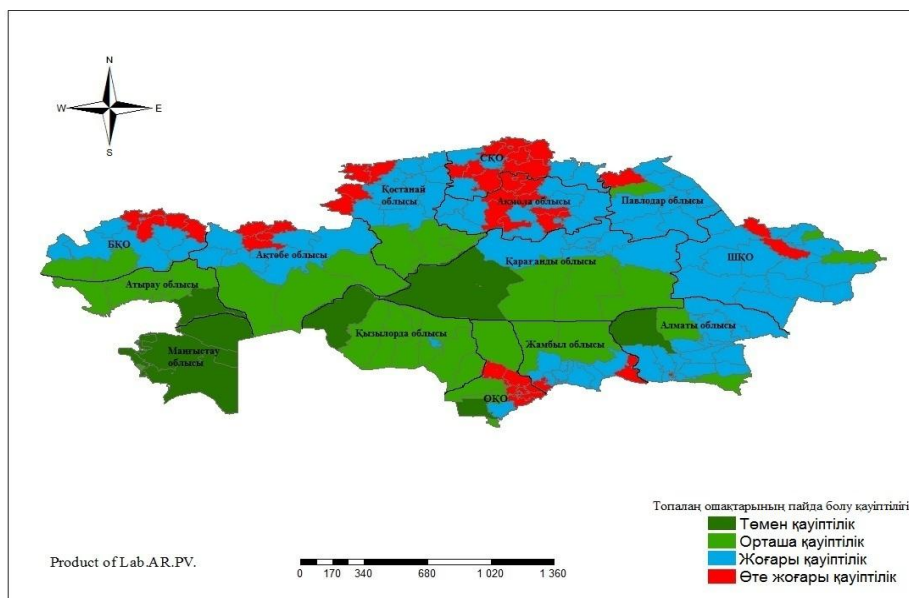 N
W E
S
СҚО
Қостанай
облысы
Ақмола облысы
Павлодар облысы
БҚО
Ақтөбе облысы
Қарағанды облысы
ШҚО
Атырау облысы
Маңғыстау
облысы
Қызылорда облысы
Жамбыл облысы
Алматы облысы
ОҚО
Топалаң ошақтарының пайда болу қауіптілігі
Төмен қауіптілік
Орташа қауіптілік
Жоғары қауіптілік
Өте жоғары қауіптілік
Product of Lab.AR.PV.
0 170 340 680 1 020 1 360